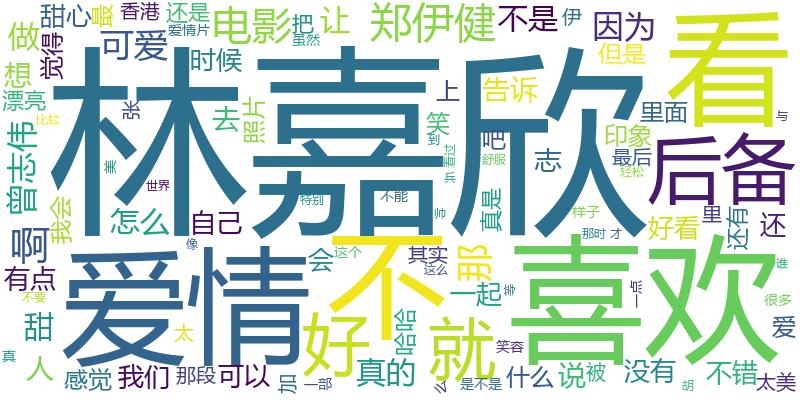 甜心
最
香港
还是
爱情片
电影
把
虽然
让
郑伊健
不是
伊
因为
看
做
觉得
可爱
时候
想
漂亮
张
林嘉欣
去
照片
笑
上
告诉
但是
里面
印象
到
看过
兵
吧
舒服
志
最后
轻松
后备
与
曾志伟
我会
美
世界
怎么
自己
特别
不能
帅
真是
样子
那时
才
好看
里
还有
还
啊
有点
爱情
像
会
这个
不
其实
这么
那
一起
等
喜欢
一点
谁
很多
爱
不要
甜
太
好
哈哈
就
笑容
真
人
感觉
我们
那段
可以
加
一部
真的
么
是不是
什么
说
被
没有
胡
不错
太美
比较